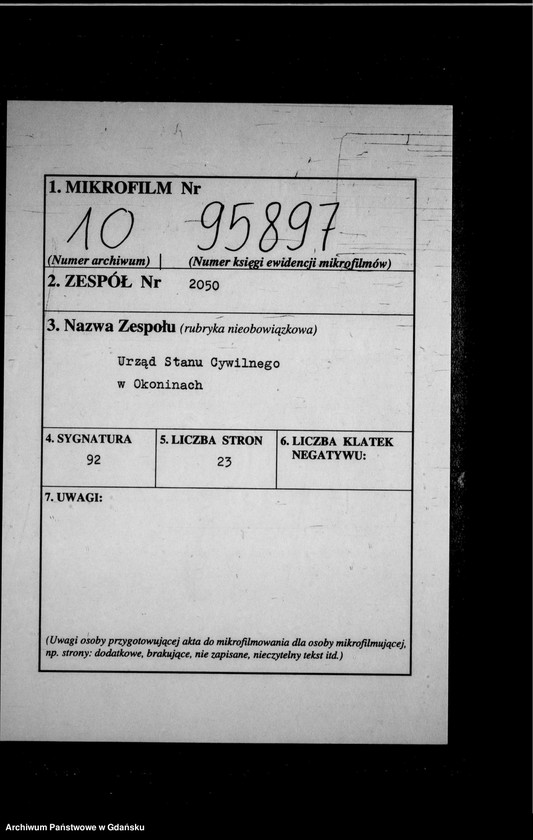 1. MIKROFILM Nr
10 95897
(Numer archiwum) | (Numer księgi ewidencji mikrofilmów)
2. ZESPÓŁ Nr 2050
3. Nazwa Zespołu (rubryka nieobowiązkowa)
Urząd Stanu Cywilnego
w Okoninach
4. SYGNATURA
92
5. LICZBA STRON
23
6. LICZBA KLATEK
NEGATYWU:
7. UWAGI:
(Uwagi osoby przygotowującej akta do mikrofilmowania dla osoby mikrofilmującej,
np. strony: dodatkowe, brakujące, nie zapisane, nieczytelny tekst itd.)
Archiwum Państwowe w Gdańsku